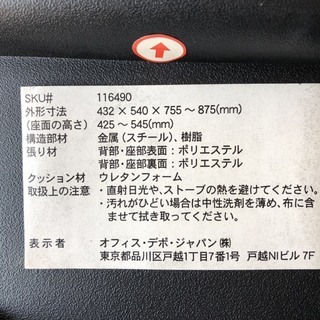 SKU# 116490
外形寸法 432 × 540 × 755 ~ 875(mm)
(座面の高さ) 425 ~ 545(mm)
構造部材 金属(スチール)、樹脂
張り材 背部・座部表面：ポリエステル
背部・座部裏面：ポリエステル
クッション材 ウレタンフォーム
取扱上の注意 ・直射日光や、ストーブの熱を避けてください。
・汚れがひどい場合は中性洗剤を薄め、布に含
ませて拭き取ってください。
表示者 オフィス・デポ・ジャパン㈱
東京都品川区戸越1丁目7番1号 戸越NIビル 7F